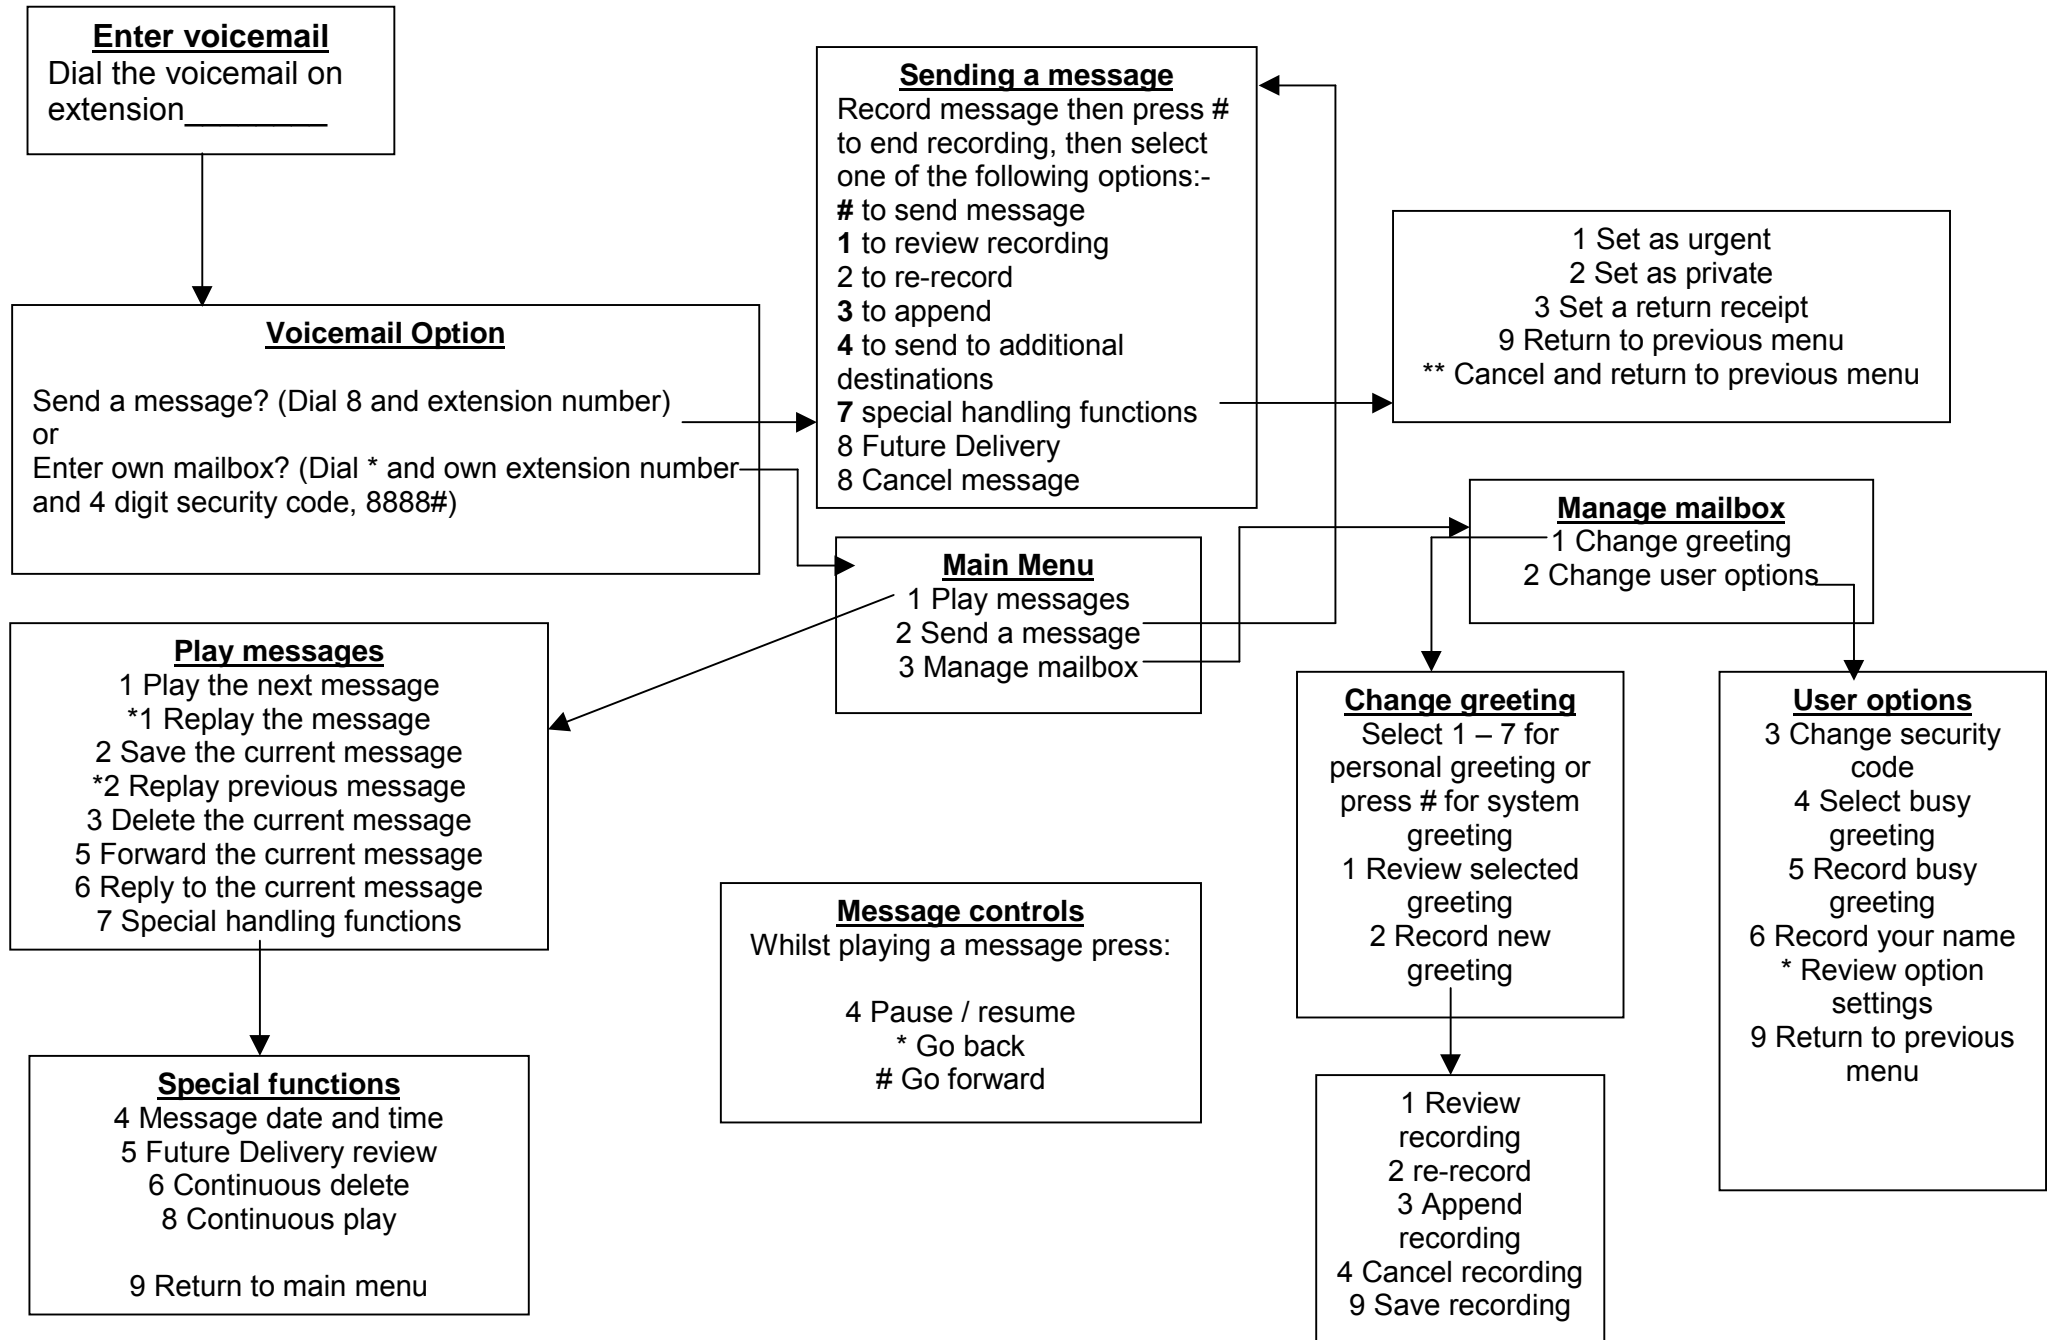 Enter voicemail
Dial the voicemail on
extension________
Voicemail Option
Send a message? (Dial 8 and extension number)
or
Enter own mailbox? (Dial * and own extension number
and 4 digit security code, 8888#)
Sending a message
Record message then press #
to end recording, then select
one of the following options:-
# to send message
1 to review recording
2 to re-record
3 to append
4 to send to additional
destinations
7 special handling functions
8 Future Delivery
8 Cancel message
1 Set as urgent
2 Set as private
3 Set a return receipt
9 Return to previous menu
** Cancel and return to previous menu
Main Menu
1 Play messages
2 Send a message
3 Manage mailbox
Manage mailbox
1 Change greeting
2 Change user options
Play messages
1 Play the next message
*1 Replay the message
2 Save the current message
*2 Replay previous message
3 Delete the current message
5 Forward the current message
6 Reply to the current message
7 Special handling functions
Special functions
4 Message date and time
5 Future Delivery review
6 Continuous delete
8 Continuous play
9 Return to main menu
Message controls
Whilst playing a message press:
4 Pause / resume
* Go back
# Go forward
Change greeting
Select 1 – 7 for
personal greeting or
press # for system
greeting
1 Review selected
greeting
2 Record new
greeting
1 Review
recording
2 re-record
3 Append
recording
4 Cancel recording
9 Save recording
User options
3 Change security
code
4 Select busy
greeting
5 Record busy
greeting
6 Record your name
* Review option
settings
9 Return to previous
menu